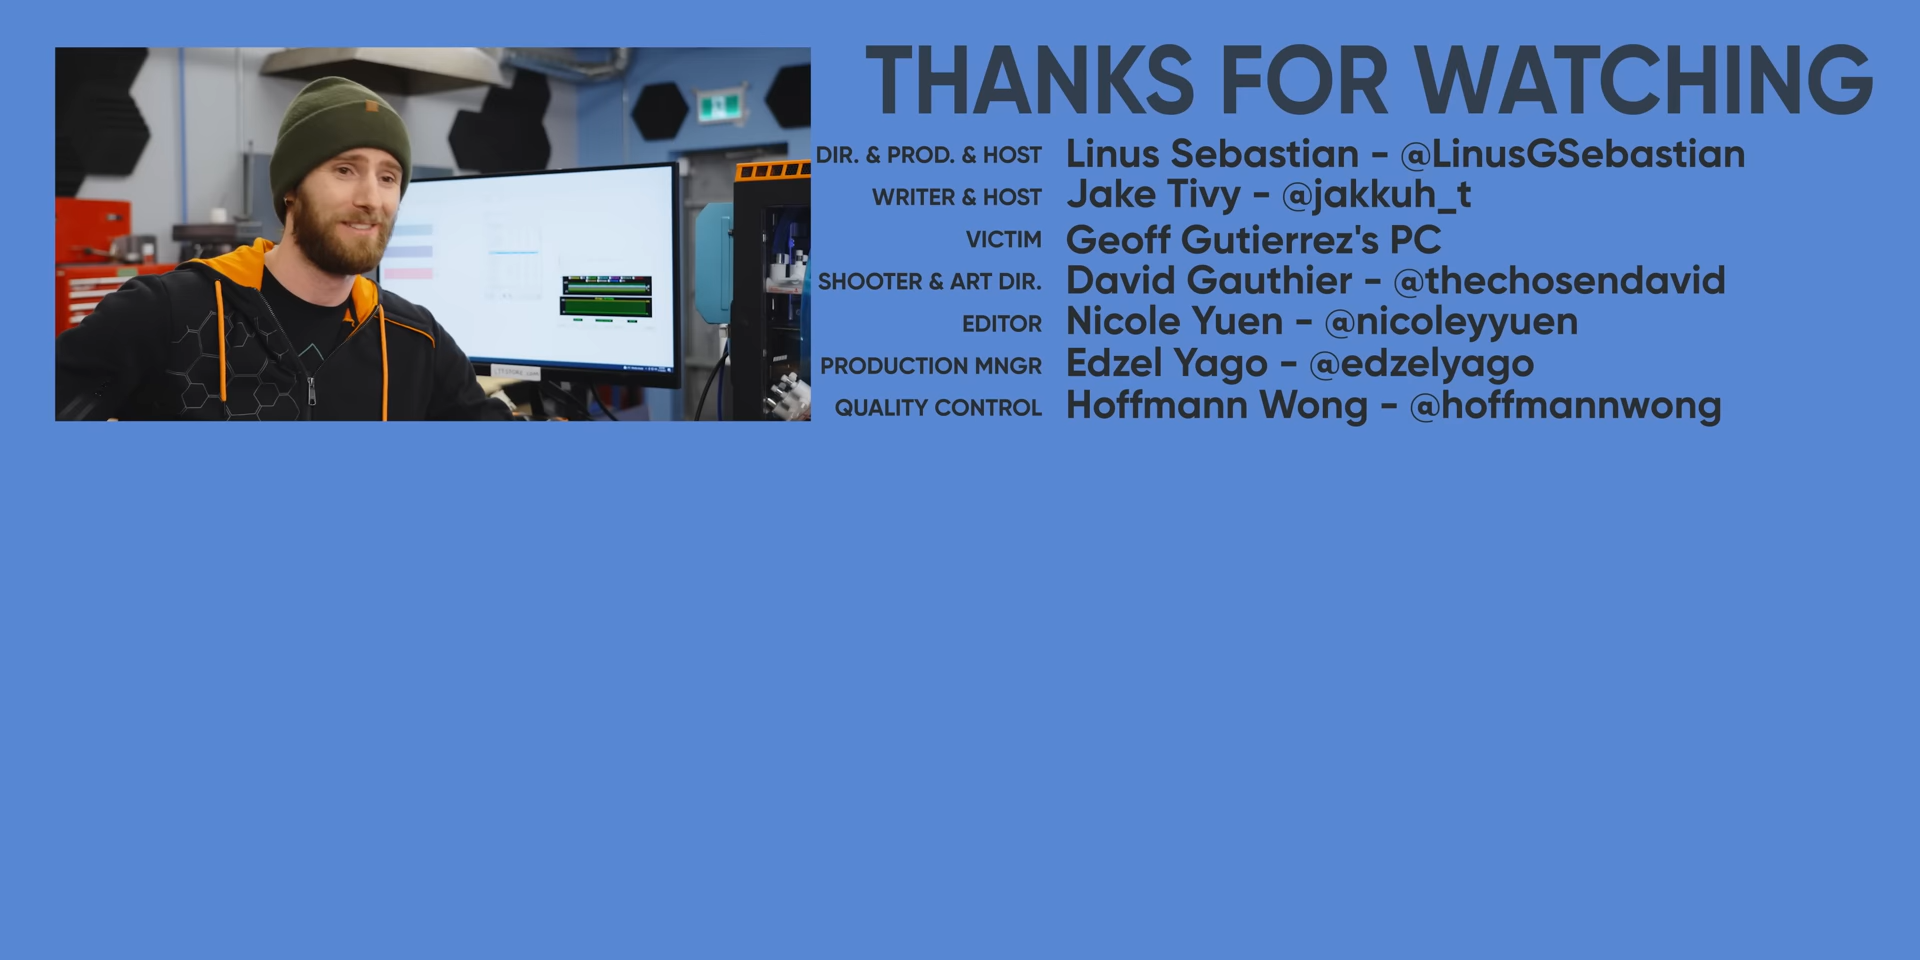 THANKS FOR WATCHING
DIR. & PROD. & HOST Linus Sebastian - @LinusGSebastian
WRITER & HOST Jake Tivy - @jakkuh_t
VICTIM Geoff Gutierrez's PC
SHOOTER & ART DIR. David Gauthier - @thechosendavid
EDITOR Nicole Yuen - @nicoleyyuen
PRODUCTION MNGR Edzel Yago - @edzelyago
QUALITY CONTROL Hoffmann Wong - @hoffmannwong